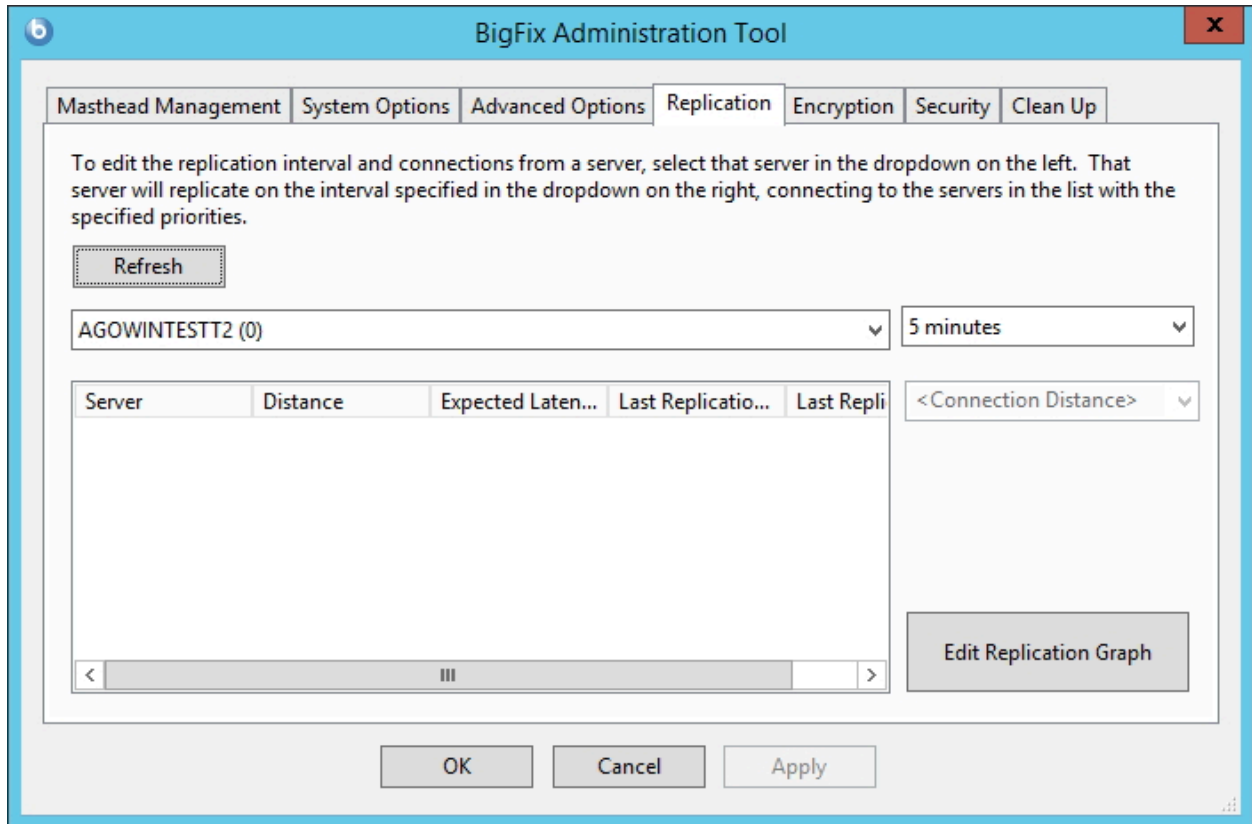 BigFix Administration Tool
x
Masthead Management System Options Advanced Options Replication Encryption Security Clean Up
To edit the replication interval and connections from a server, select that server in the dropdown on the left. That
server will replicate on the interval specified in the dropdown on the right, connecting to the servers in the list with the
specified priorities.
Refresh
AGOWINTESTT2 (0) 5 minutes
Server Distance Expected Laten... Last Replicatio... Last Repli <Connection Distance>
Edit Replication Graph
OK Cancel Apply